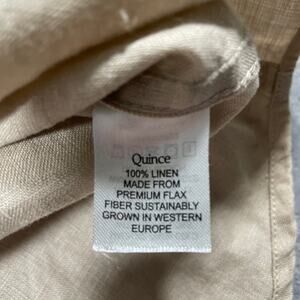 Quince
100% LINEN
MADE FROM
PREMIUM FLAX
FIBER SUSTAINABLY
GROWN IN WESTERN
EUROPE